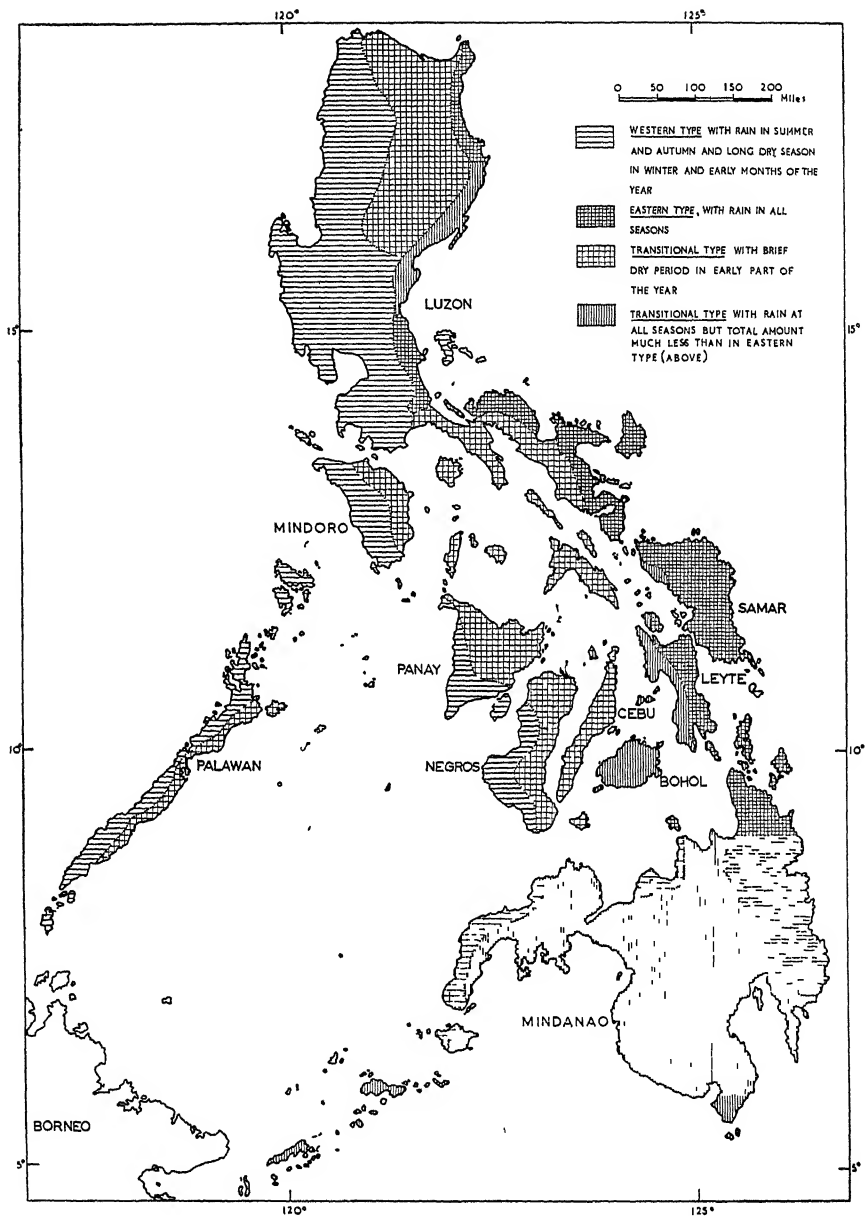 120°
125°
0 50 100 150 200
Miles
WESTERN TYPE WITH RAIN IN SUMMER
AND AUTUMN AND LONG DRY SEASON
IN WINTER AND EARLY MONTHS OF THE
YEAR
EASTERN TYPE, WITH RAIN IN ALL
SEASONS
TRANSITIONAL TYPE WITH BRIEF
DRY PERIOD IN EARLY PART OF
THE YEAR
TRANSITIONAL TYPE WITH RAIN AT
ALL SEASONS BUT TOTAL AMOUNT
MUCH LESS THAN IN EASTERN
TYPE (ABOVE)
LUZON
15°
15°
MINDORO
SAMAR
PANAY
LEYTE
CEBU
10°
10°
PALAWAN
NEGROS
BOHOL
MINDANAO
BORNEO
5°
5°
120°
125°